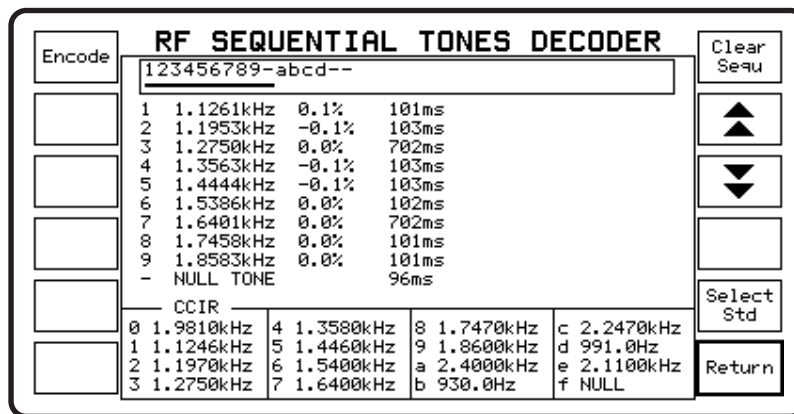 RF SEQUENTIAL TONES DECODER
Encode
Clear
Sequ
123456789-abcd--
1 1.1261kHz 0.1% 101ms
2 1.1953kHz -0.1% 103ms
3 1.2750kHz 0.0% 702ms
4 1.3563kHz -0.1% 103ms
5 1.4444kHz -0.1% 103ms
6 1.5386kHz 0.0% 102ms
7 1.6401kHz 0.0% 702ms
8 1.7458kHz 0.0% 101ms
9 1.8583kHz 0.0% 101ms
- NULL TONE 96ms
Select
Std
CCIR
0 1.9810kHz 4 1.3580kHz 8 1.7470kHz c 2.2470kHz
1 1.1246kHz 5 1.4460kHz 9 1.8600kHz d 991.0Hz
2 1.1970kHz 6 1.5400kHz a 2.4000kHz e 2.1100kHz
3 1.2750kHz 7 1.6400kHz b 930.0Hz f NULL
Return